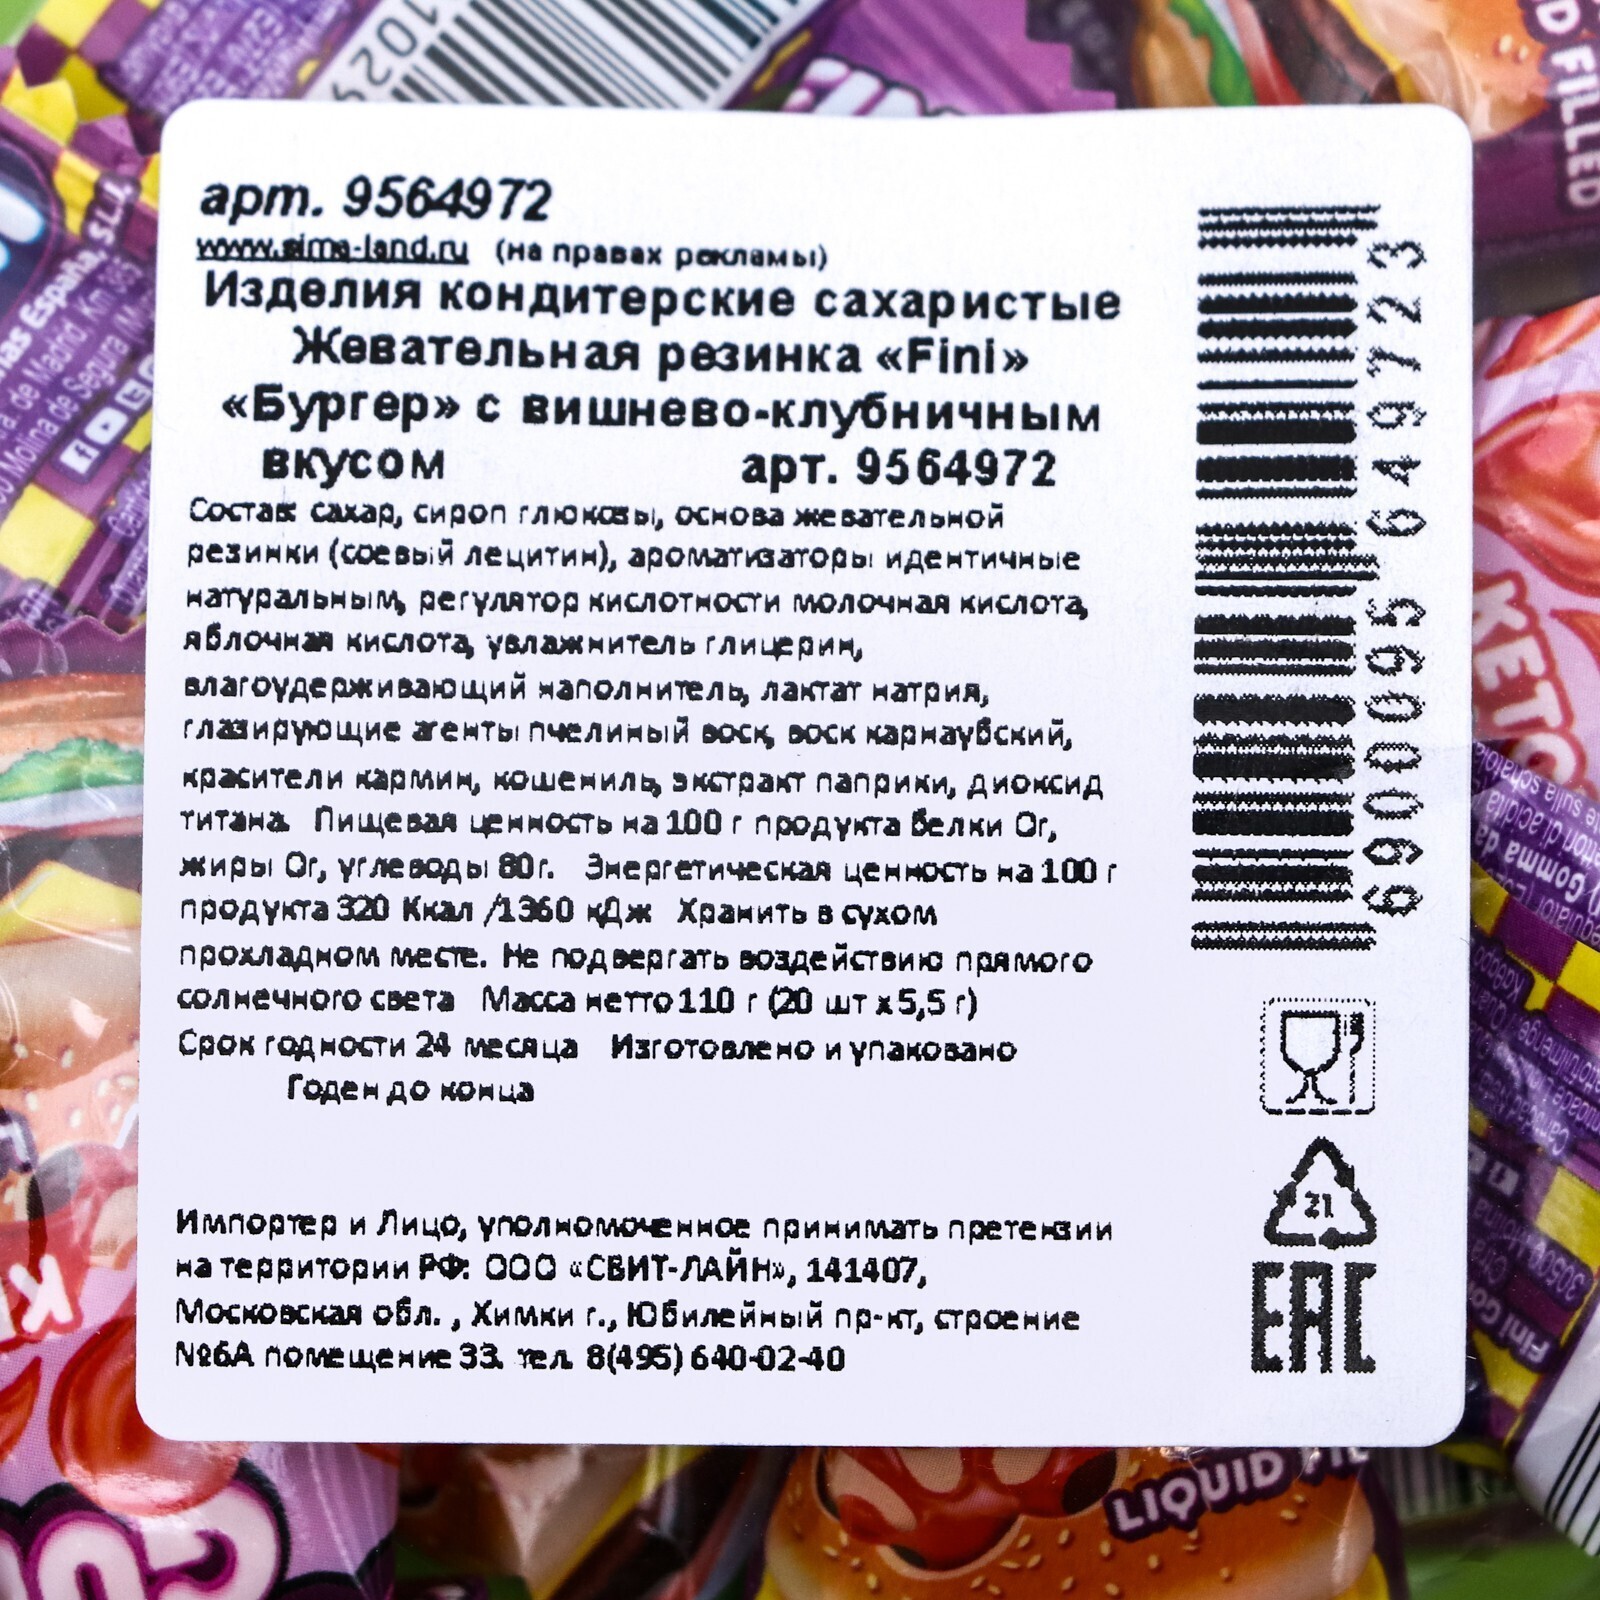 арт. 9564972
www.sima-land.ru (на правах рекламы)
Изделия кондитерские сахаристые
Жевательная резинка «Fini»
«Бургер» с вишнево-клубничным
вкусом арт. 9564972
Состав: сахар, сироп глюкозы, основа жевательной
резинки (соевый лецитин), ароматизаторы идентичные
натуральным, регулятор кислотности молочная кислота,
яблочная кислота, увлажнитель глицерин,
влагоудерживающий наполнитель, лактат натрия,
глазирующие агенты пчелиный воск, воск карнаубский,
красители кармин, кошениль, экстракт паприки, диоксид
титана. Пищевая ценность на 100 г продукта белки 0г,
жиры 0г, углеводы 80г. Энергетическая ценность на 100 г
продукта 320 Ккал /1360 кДж Хранить в сухом
прохладном месте. Не подвергать воздействию прямого
солнечного света Масса нетто 110 г (20 шт х 5,5 г)
Срок годности 24 месяца Изготовлено и упаковано
Годен до конца
Импортер и Лицо, уполномоченное принимать претензии
на территории РФ: ООО «СВИТ-ЛАЙН», 141407,
Московская обл. , Химки г., Юбилейный пр-кт, строение
№6А помещение 33. тел. 8(495) 640-02-40
6900095649723
21
EAC
D FILLED
KETC
LIQUID FIL